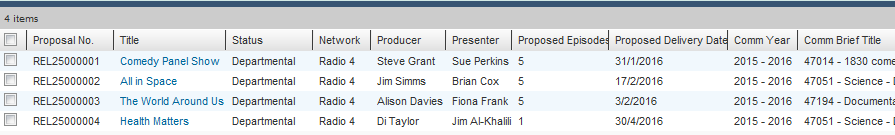 4 items
Proposal No. Title Status Network Producer Presenter Proposed Episodes Proposed Delivery Date Comm Year Comm Brief Title
REL25000001 Comedy Panel Show Departmental Radio 4 Steve Grant Sue Perkins 5 31/1/2016 2015 - 2016 47014 - 1830 come
REL25000002 All in Space Departmental Radio 4 Jim Simms Brian Cox 5 17/2/2016 2015 - 2016 47051 - Science - D
REL25000003 The World Around Us Departmental Radio 4 Alison Davies Fiona Frank 5 3/2/2016 2015 - 2016 47194 - Documenta
REL25000004 Health Matters Departmental Radio 4 Di Taylor Jim Al-Khalili 1 30/4/2016 2015 - 2016 47051 - Science - D